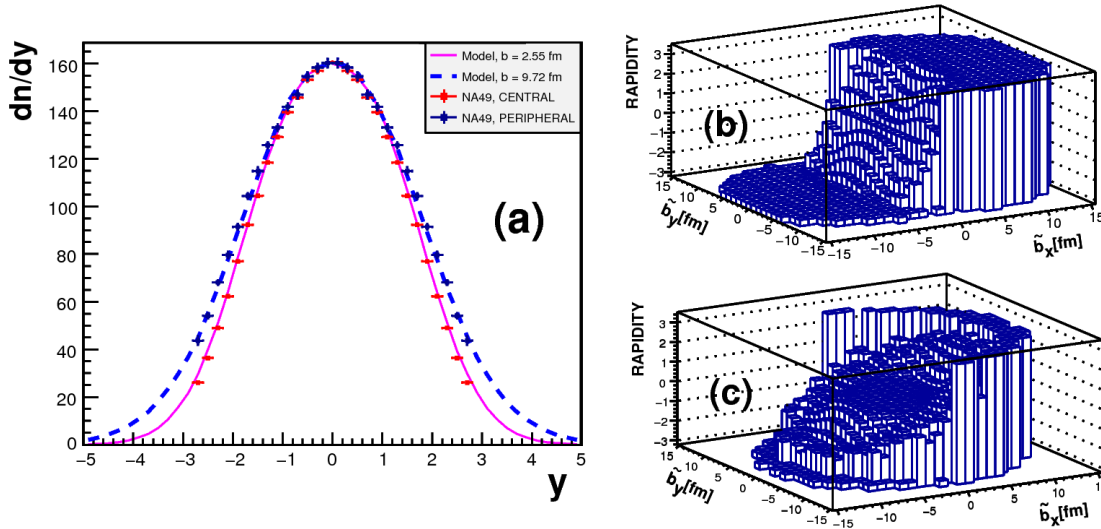 dn/dy
160
140
120
100
80
60
40
20
0
−5 −4 −3 −2 −1 0 1 2 3 4 5
y
Model, b = 2.55 fm
Model, b = 9.72 fm
NA49, CENTRAL
NA49, PERIPHERAL
(a)
RAPIDITY
3
2
1
0
−1
−2
−3
15 10 5 0 −5 −10 −15
b̃y[fm]
−15 −10 −5 0 5 10 15
b̃x[fm]
(b)
RAPIDITY
3
2
1
0
−1
−2
−3
15 10 5 0 −5 −10 −15
b̃y[fm]
−15 −10 −5 0 5 10 15
b̃x[fm]
(c)